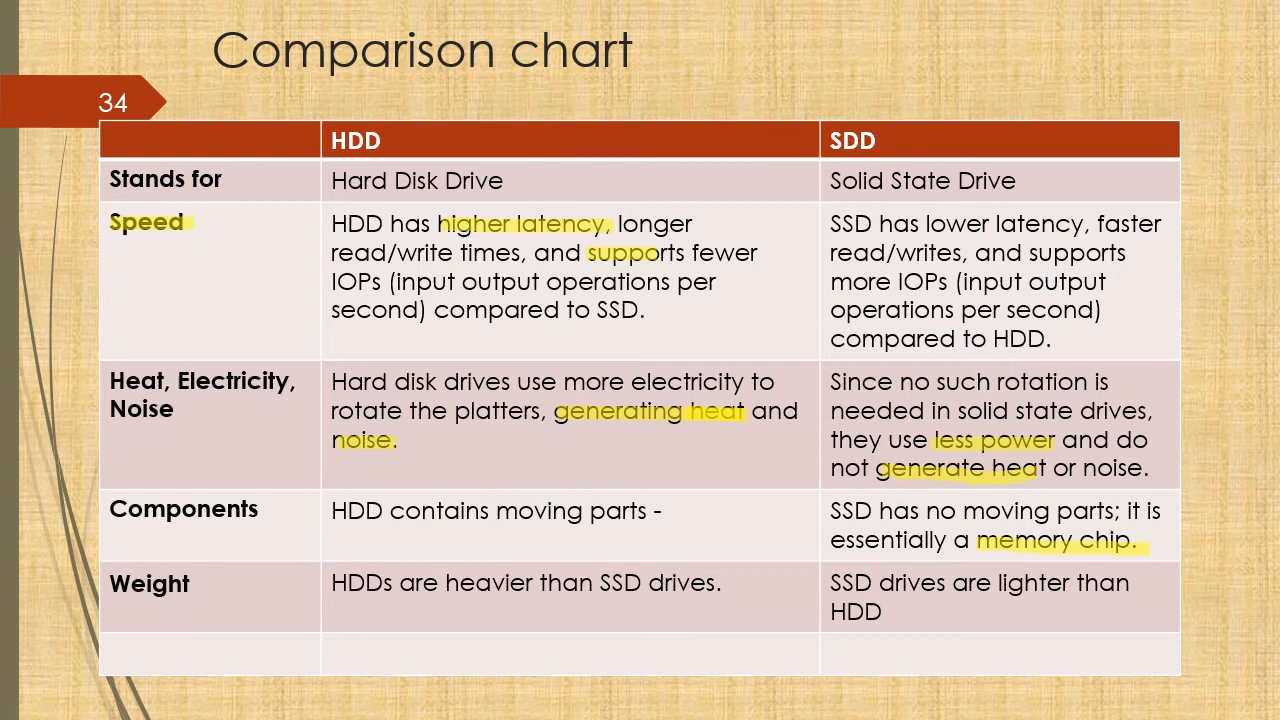 Comparison chart
34
HDD
SDD
Stands for
Hard Disk Drive
Solid State Drive
Speed
HDD has higher latency, longer
read/write times, and supports fewer
IOPs (input output operations per
second) compared to SSD.
SSD has lower latency, faster
read/writes, and supports
more IOPs (input output
operations per second)
compared to HDD.
Heat, Electricity,
Noise
Hard disk drives use more electricity to
rotate the platters, generating heat and
noise.
Since no such rotation is
needed in solid state drives,
they use less power and do
not generate heat or noise.
Components
HDD contains moving parts -
SSD has no moving parts; it is
essentially a memory chip.
Weight
HDDs are heavier than SSD drives.
SSD drives are lighter than
HDD